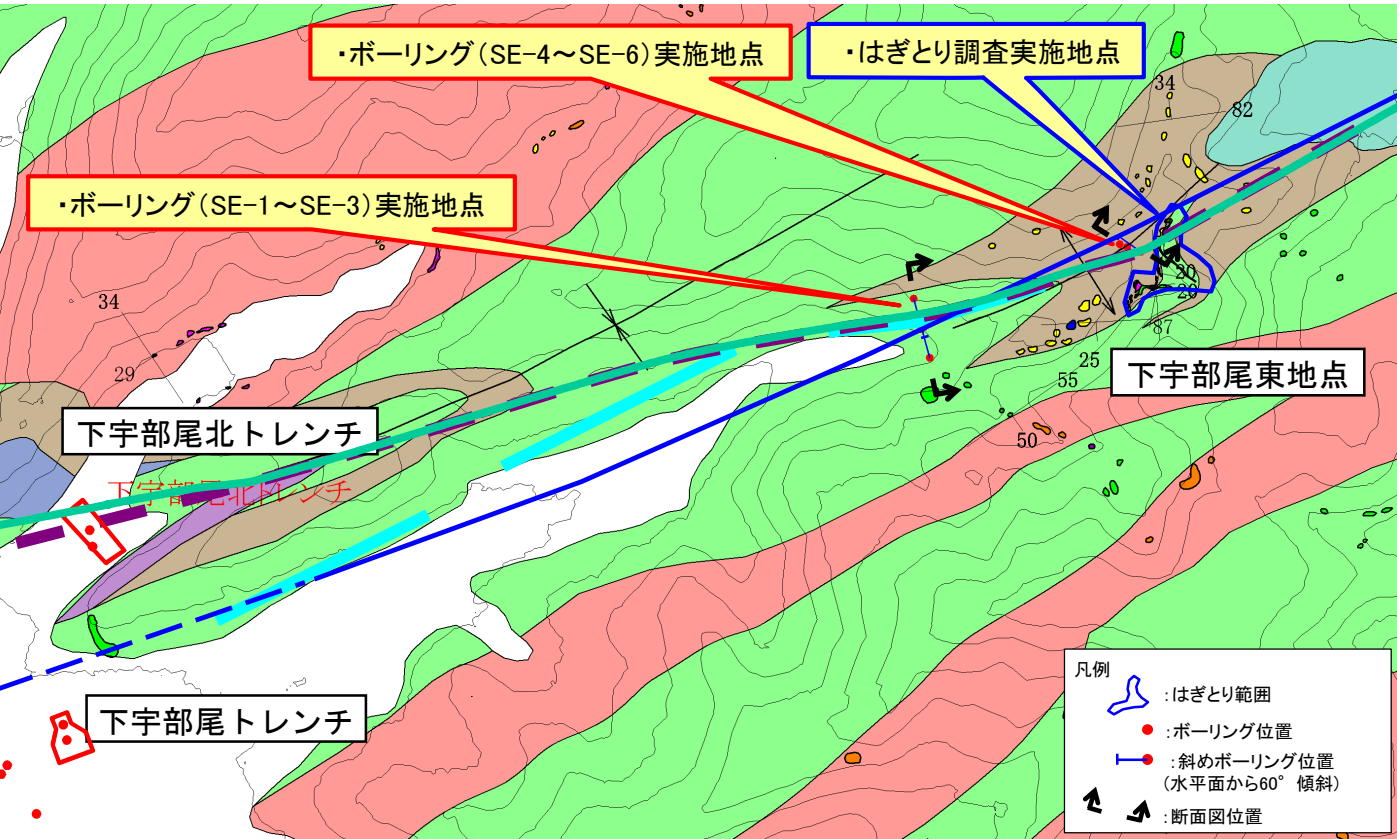 ・ボーリング(SE-4～SE-6)実施地点
・はぎとり調査実施地点
34
82
・ボーリング(SE-1～SE-3)実施地点
20
26
34
87
25
下宇部尾東地点
29
55
下宇部尾北トレンチ
50
下宇部尾北トレンチ
凡例
:はぎとり範囲
下宇部尾トレンチ
:ボーリング位置
:斜めボーリング位置
(水平面から60°傾斜)
:断面図位置